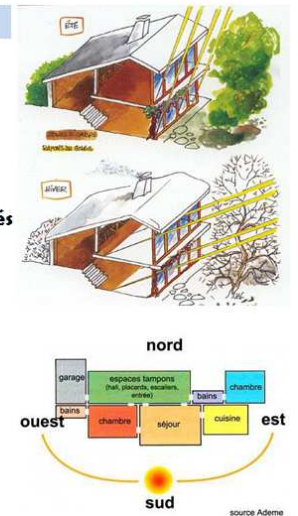 ÉTÉ
és
HIVER
nord
garage
espaces tampons
(hall, placards, escaliers,
entrée)
bains
chambre
bains
ouest
chambre
séjour
cuisine
est
sud
source Ademe